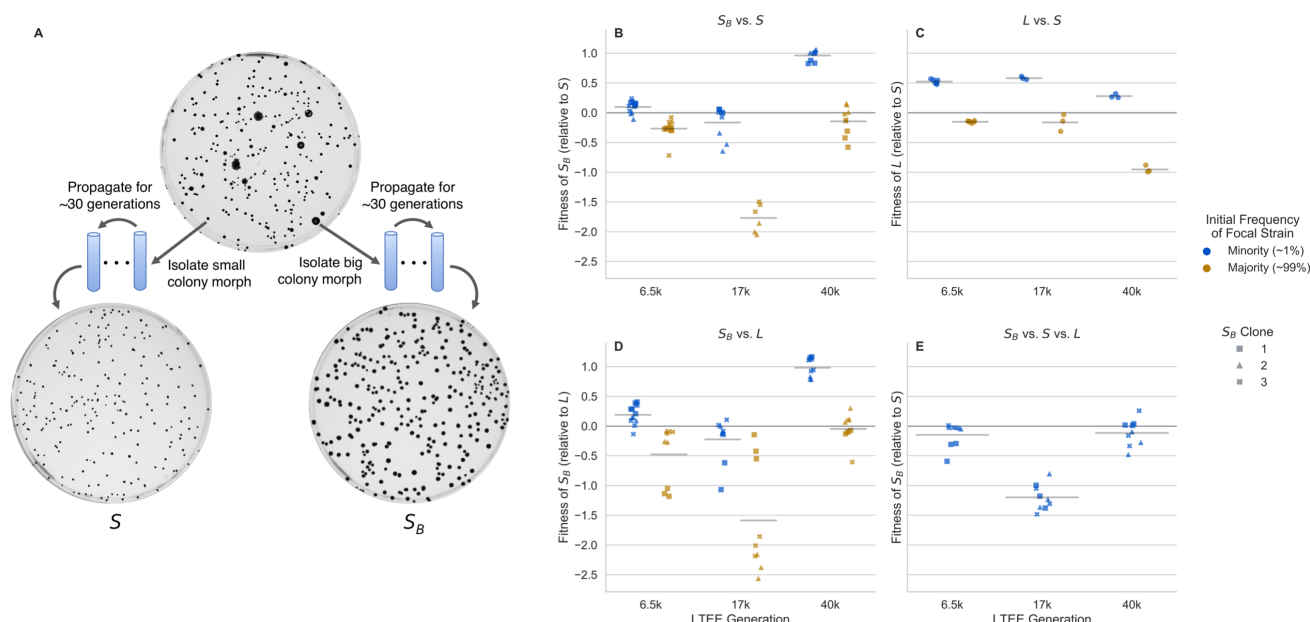 A
Propagate for
~30 generations
Propagate for
~30 generations
Isolate small
colony morph
Isolate big
colony morph
S
S_B
B
S_B vs. S
Fitness of S_B (relative to S)
1.0
0.5
0.0
−0.5
−1.0
−1.5
−2.0
−2.5
6.5k
17k
40k
C
L vs. S
Fitness of L (relative to S)
6.5k
17k
40k
D
S_B vs. L
Fitness of S_B (relative to L)
1.0
0.5
0.0
−0.5
−1.0
−1.5
−2.0
−2.5
6.5k
17k
40k
LTEE Generation
E
S_B vs. S vs. L
Fitness of S_B (relative to S)
6.5k
17k
40k
LTEE Generation
Initial Frequency
of Focal Strain
Minority (~1%)
Majority (~99%)
S_B Clone
1
2
3